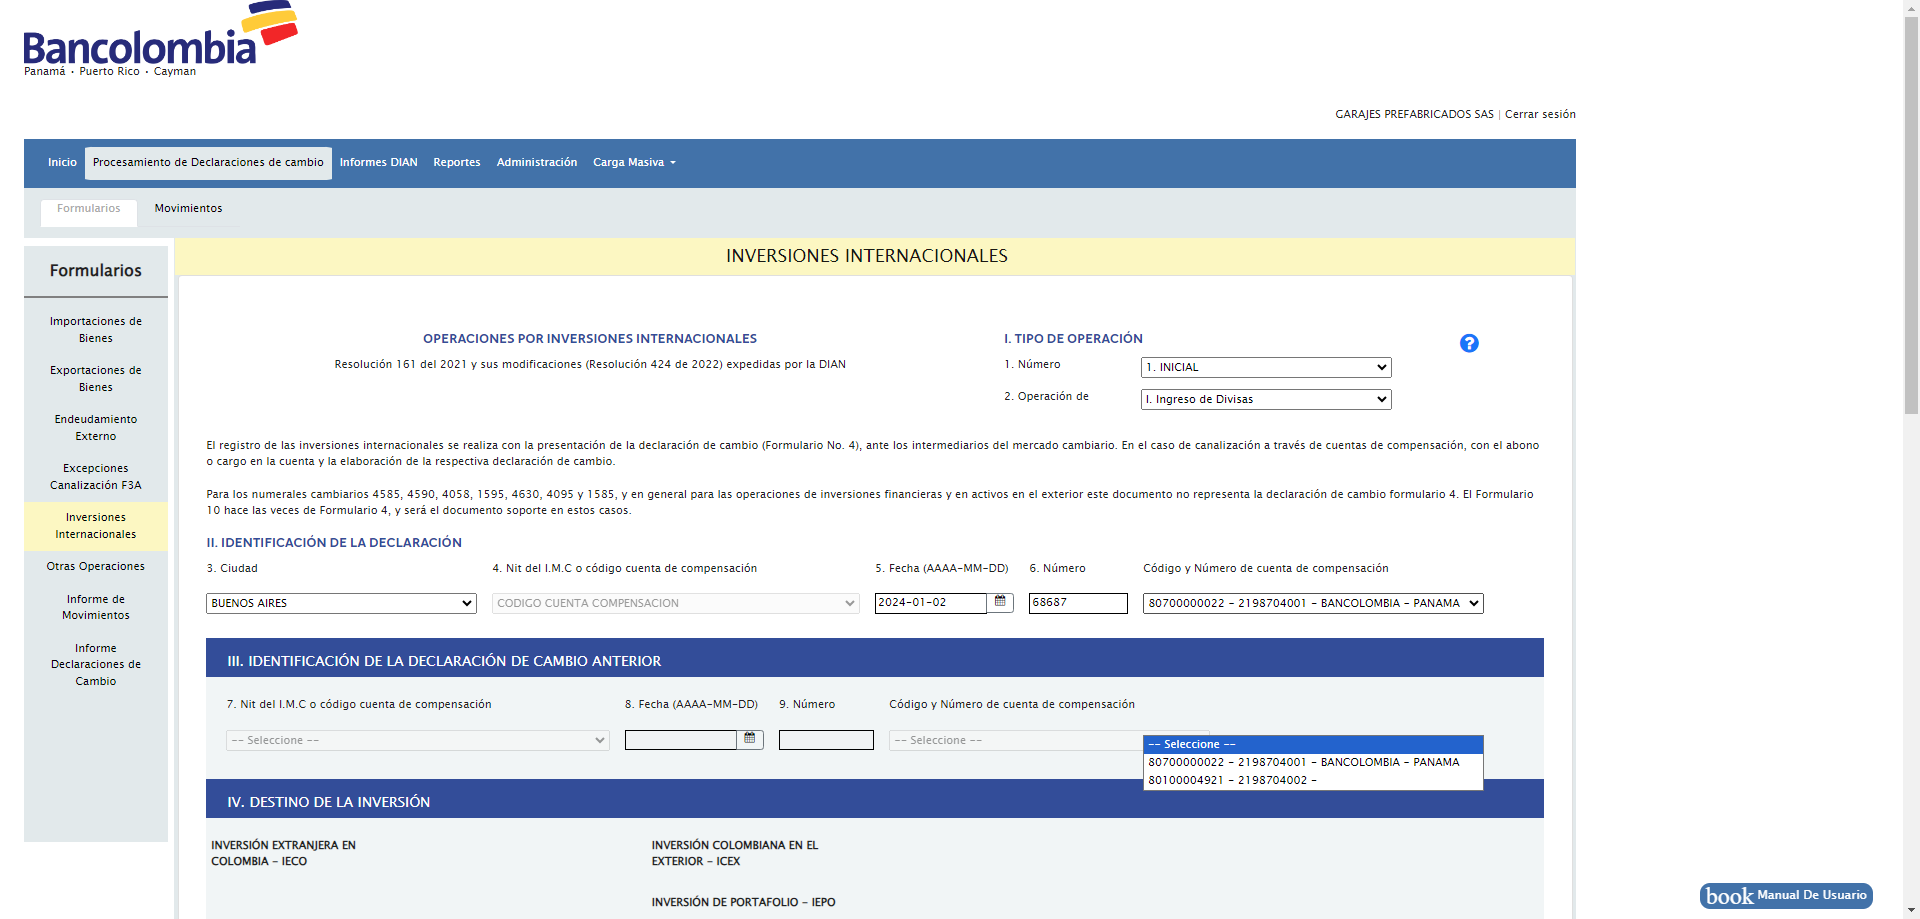 Bancolombia
Panamá • Puerto Rico • Cayman
GARAJES PREFABRICADOS SAS | Cerrar sesión
Inicio
Procesamiento de Declaraciones de cambio
Informes DIAN
Reportes
Administración
Carga Masiva
Formularios
Movimientos
Formularios
Importaciones de
Bienes
Exportaciones de
Bienes
Endeudamiento
Externo
Excepciones
Canalización F3A
Inversiones
Internacionales
Otras Operaciones
Informe de
Movimientos
Informe
Declaraciones de
Cambio
INVERSIONES INTERNACIONALES
OPERACIONES POR INVERSIONES INTERNACIONALES
Resolución 161 del 2021 y sus modificaciones (Resolución 424 de 2022) expedidas por la DIAN
I. TIPO DE OPERACIÓN
?
1. Número
1. INICIAL
2. Operación de
I. Ingreso de Divisas
El registro de las inversiones internacionales se realiza con la presentación de la declaración de cambio (Formulario No. 4), ante los intermediarios del mercado cambiario. En el caso de canalización a través de cuentas de compensación, con el abono
o cargo en la cuenta y la elaboración de la respectiva declaración de cambio.
Para los numerales cambiarios 4585, 4590, 4058, 1595, 4630, 4095 y 1585, y en general para las operaciones de inversiones financieras y en activos en el exterior este documento no representa la declaración de cambio formulario 4. El Formulario
10 hace las veces de Formulario 4, y será el documento soporte en estos casos.
II. IDENTIFICACIÓN DE LA DECLARACIÓN
3. Ciudad
4. Nit del I.M.C o código cuenta de compensación
5. Fecha (AAAA-MM-DD)
6. Número
Código y Número de cuenta de compensación
BUENOS AIRES
CODIGO CUENTA COMPENSACION
2024-01-02
68687
80700000022 - 2198704001 - BANCOLOMBIA - PANAMA
III. IDENTIFICACIÓN DE LA DECLARACIÓN DE CAMBIO ANTERIOR
7. Nit del I.M.C o código cuenta de compensación
8. Fecha (AAAA-MM-DD)
9. Número
Código y Número de cuenta de compensación
-- Seleccione --
-- Seleccione --
-- Seleccione --
80700000022 - 2198704001 - BANCOLOMBIA - PANAMA
80100004921 - 2198704002 -
IV. DESTINO DE LA INVERSIÓN
INVERSIÓN EXTRANJERA EN
COLOMBIA - IECO
INVERSIÓN COLOMBIANA EN EL
EXTERIOR - ICEX
INVERSIÓN DE PORTAFOLIO - IEPO
book Manual De Usuario